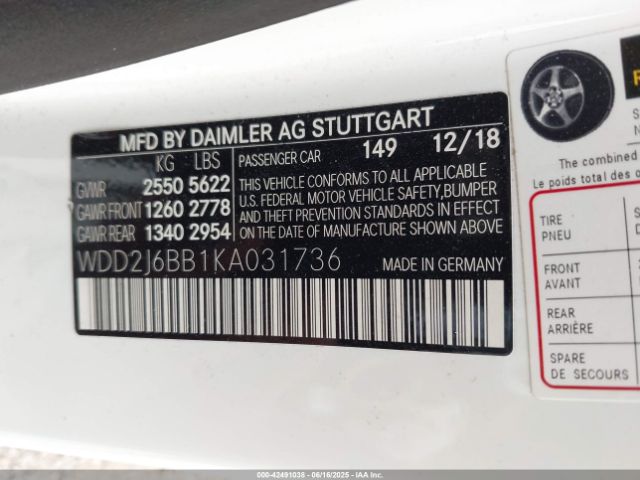 MFD BY DAIMLER AG STUTTGART
KG LBS
PASSENGER CAR 149 12/18
GVWR 2550 5622
GAWR FRONT 1260 2778
GAWR REAR 1340 2954
THIS VEHICLE CONFORMS TO ALL APPLICABLE
U.S. FEDERAL MOTOR VEHICLE SAFETY,BUMPER
AND THEFT PREVENTION STANDARDS IN EFFECT
ON THE DATE OF MANUFACTURE SHOWN ABOVE
WDD2J6BB1KA031736 MADE IN GERMANY
The combined
Le poids total des o
TIRE
PNEU
FRONT
AVANT
REAR
ARRIÈRE
SPARE
DE SECOURS
000-42491038 - 06/16/2025 - IAAI.COM